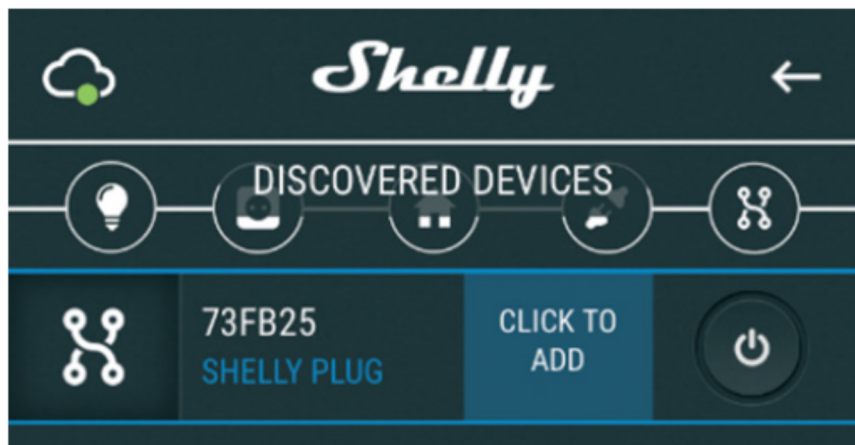 Shelly
DISCOVERED DEVICES
73FB25
SHELLY PLUG
CLICK TO
ADD